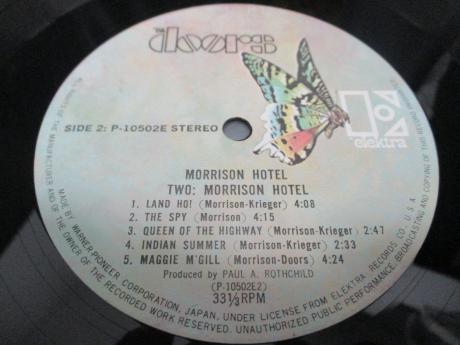 THE
doors
SIDE 2: P-10502E STEREO
elektra
MORRISON HOTEL
TWO: MORRISON HOTEL
1. LAND HO! (Morrison-Krieger) 4:08
2. THE SPY (Morrison) 4:15
3. QUEEN OF THE HIGHWAY (Morrison-Krieger) 2:47
4. INDIAN SUMMER (Morrison-Krieger) 2:33
5. MAGGIE M'GILL (Morrison-Doors) 4:24
Produced by PAUL A. ROTHCHILD
(P-10502E2)
33⅓RPM
MADE BY WARNER-PIONEER CORPORATION, JAPAN, UNDER LICENSE FROM ELEKTRA RECORDS CO., U.S.A.
ALL RIGHTS OF THE MANUFACTURER AND OF THE OWNER OF THE RECORDED WORK RESERVED. UNAUTHORIZED PUBLIC PERFORMANCE, BROADCASTING AND COPYING OF THIS